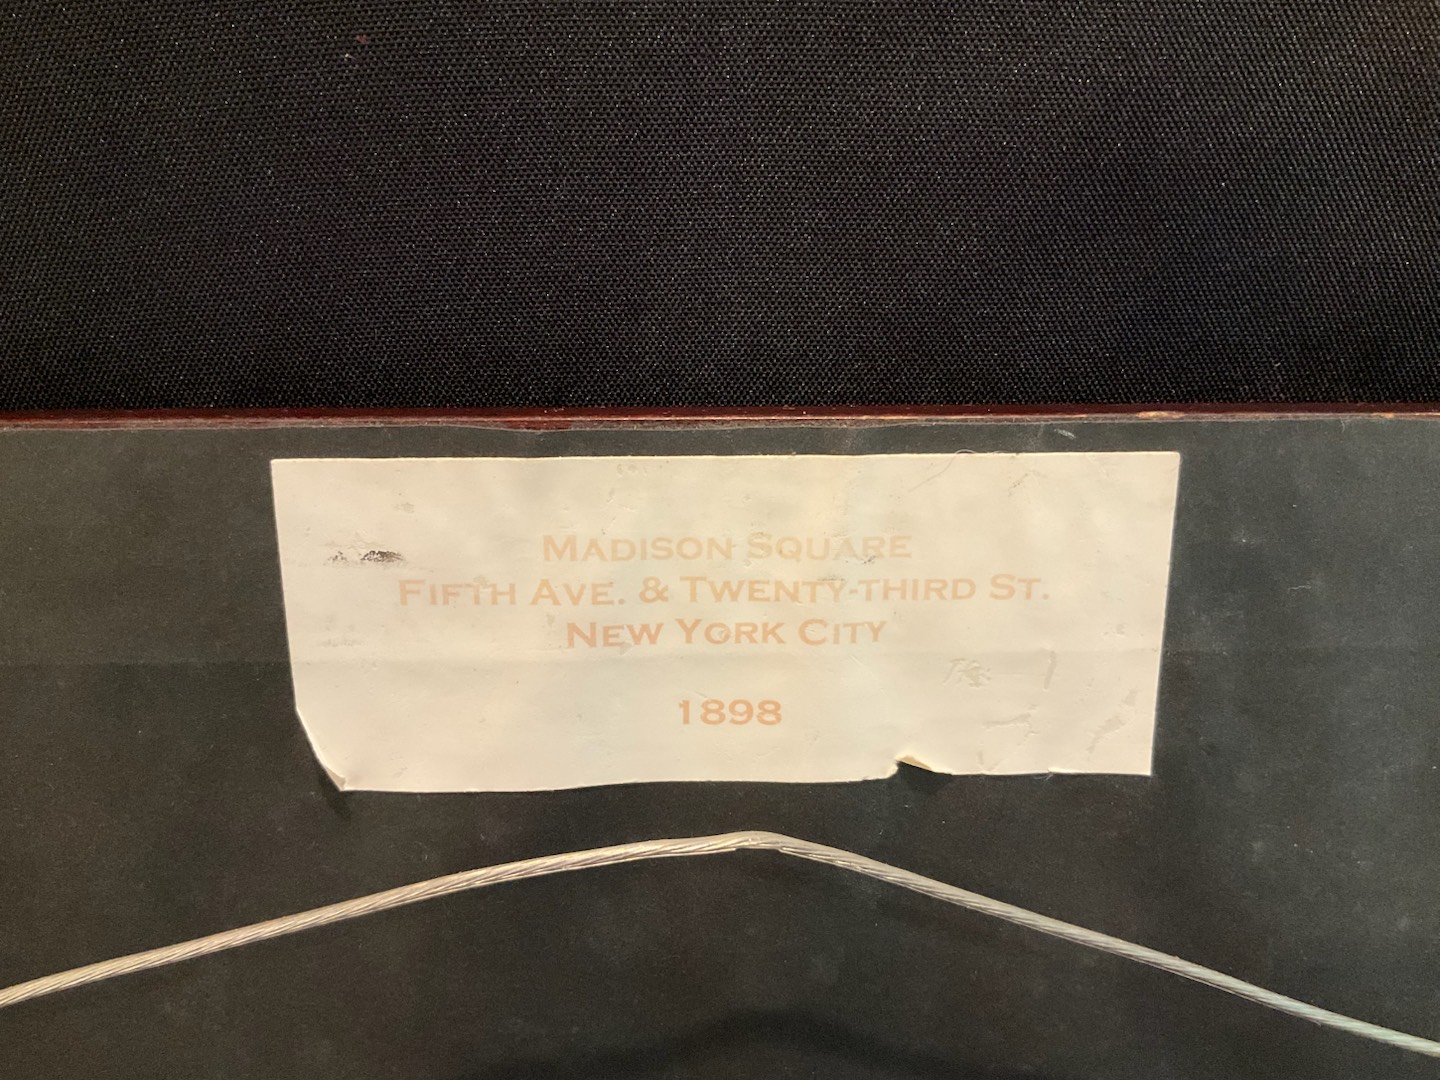 MADISON SQUARE
FIFTH AVE. & TWENTY-THIRD ST.
NEW YORK CITY
1898